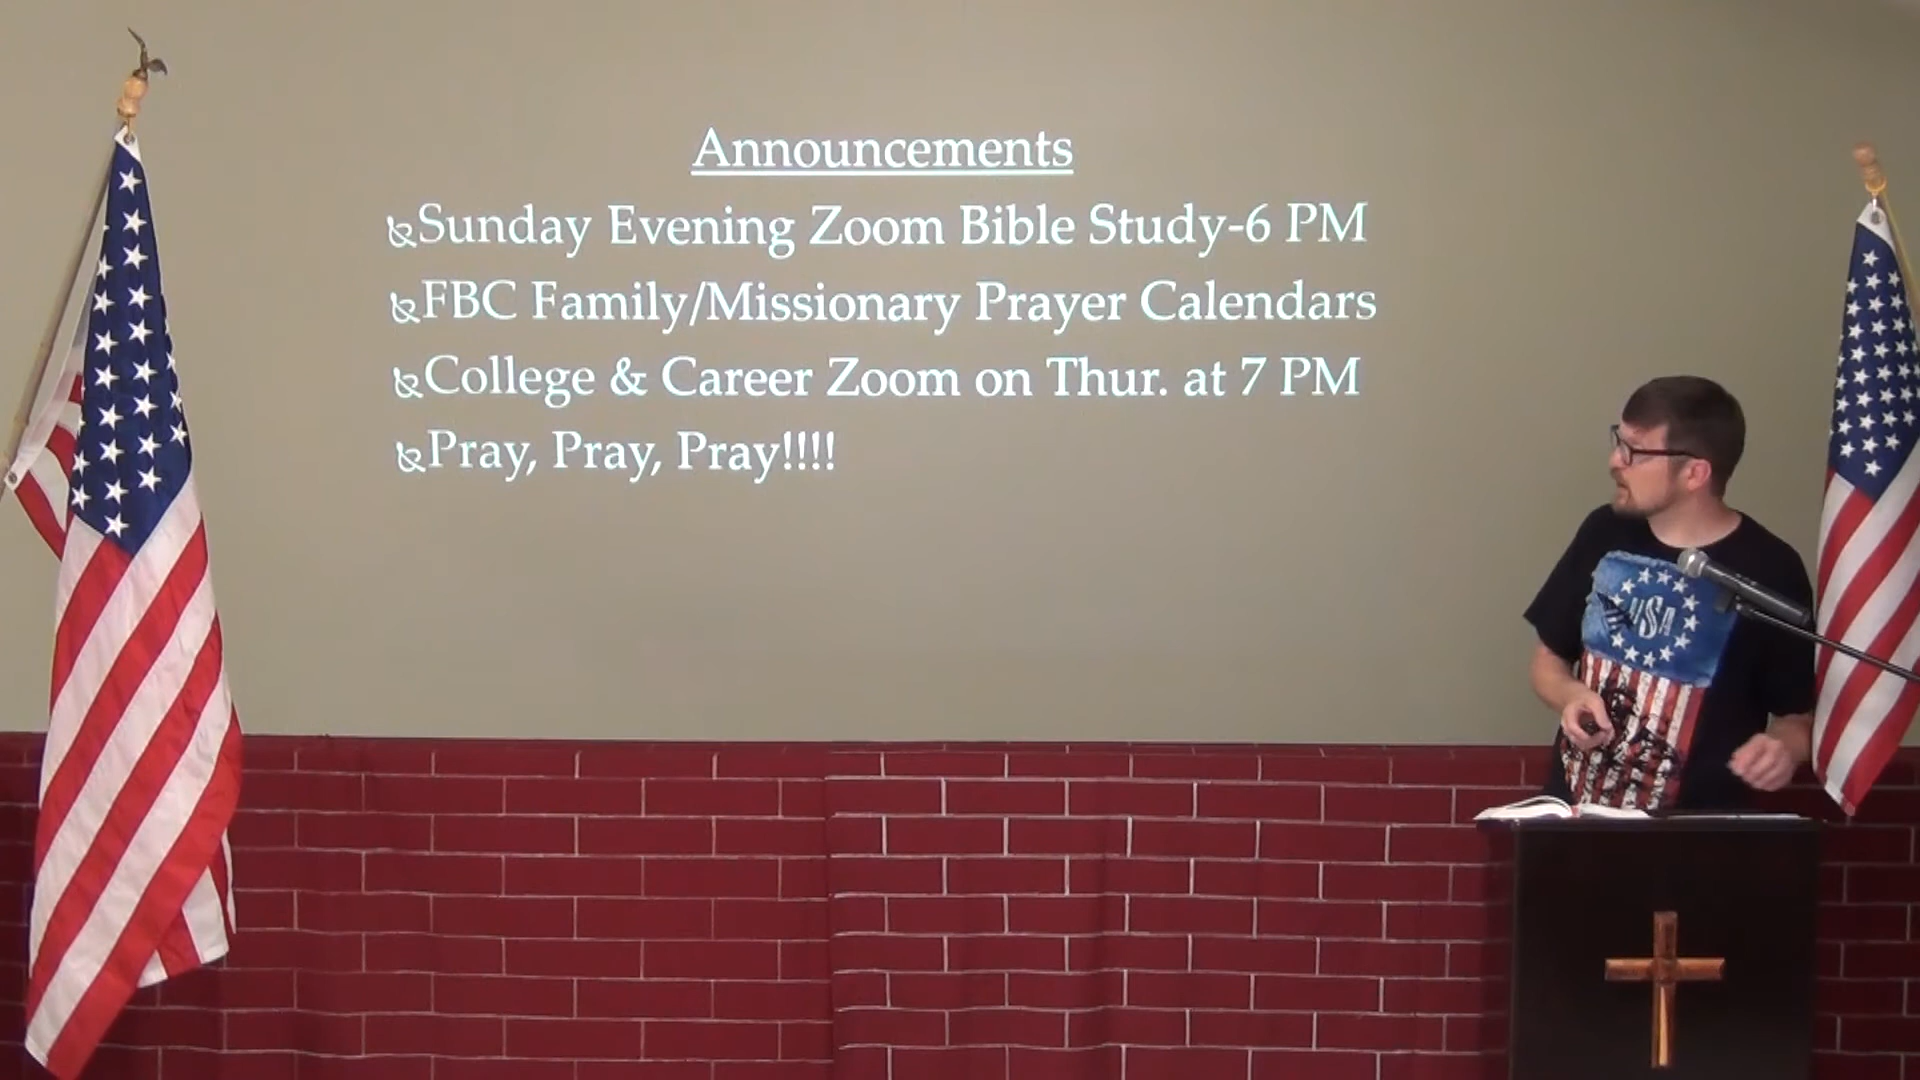 Announcements
Sunday Evening Zoom Bible Study-6 PM
FBC Family/Missionary Prayer Calendars
College & Career Zoom on Thur. at 7 PM
Pray, Pray, Pray!!!!
USA